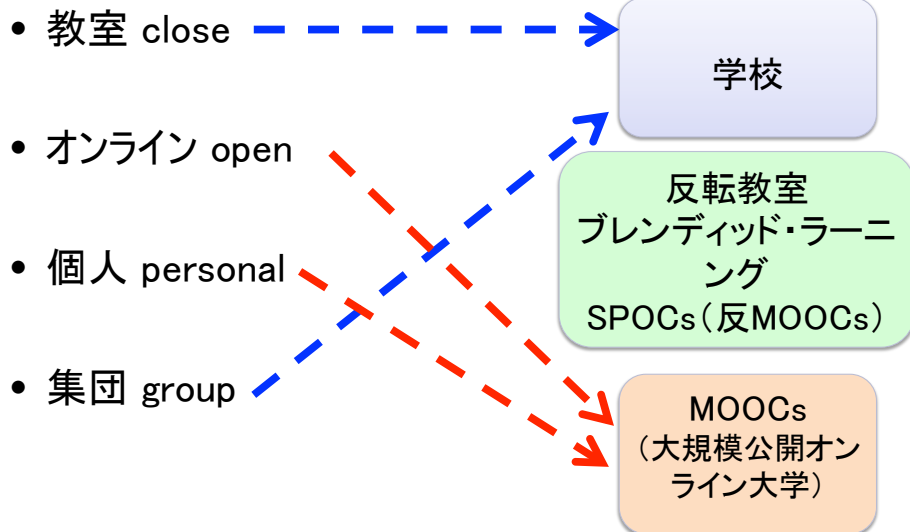 • 教室 close
• オンライン open
• 個人 personal
• 集団 group
学校
反転教室
ブレンディッド・ラーニ
ング
SPOCs（反MOOCs）
MOOCs
（大規模公開オン
ライン大学）